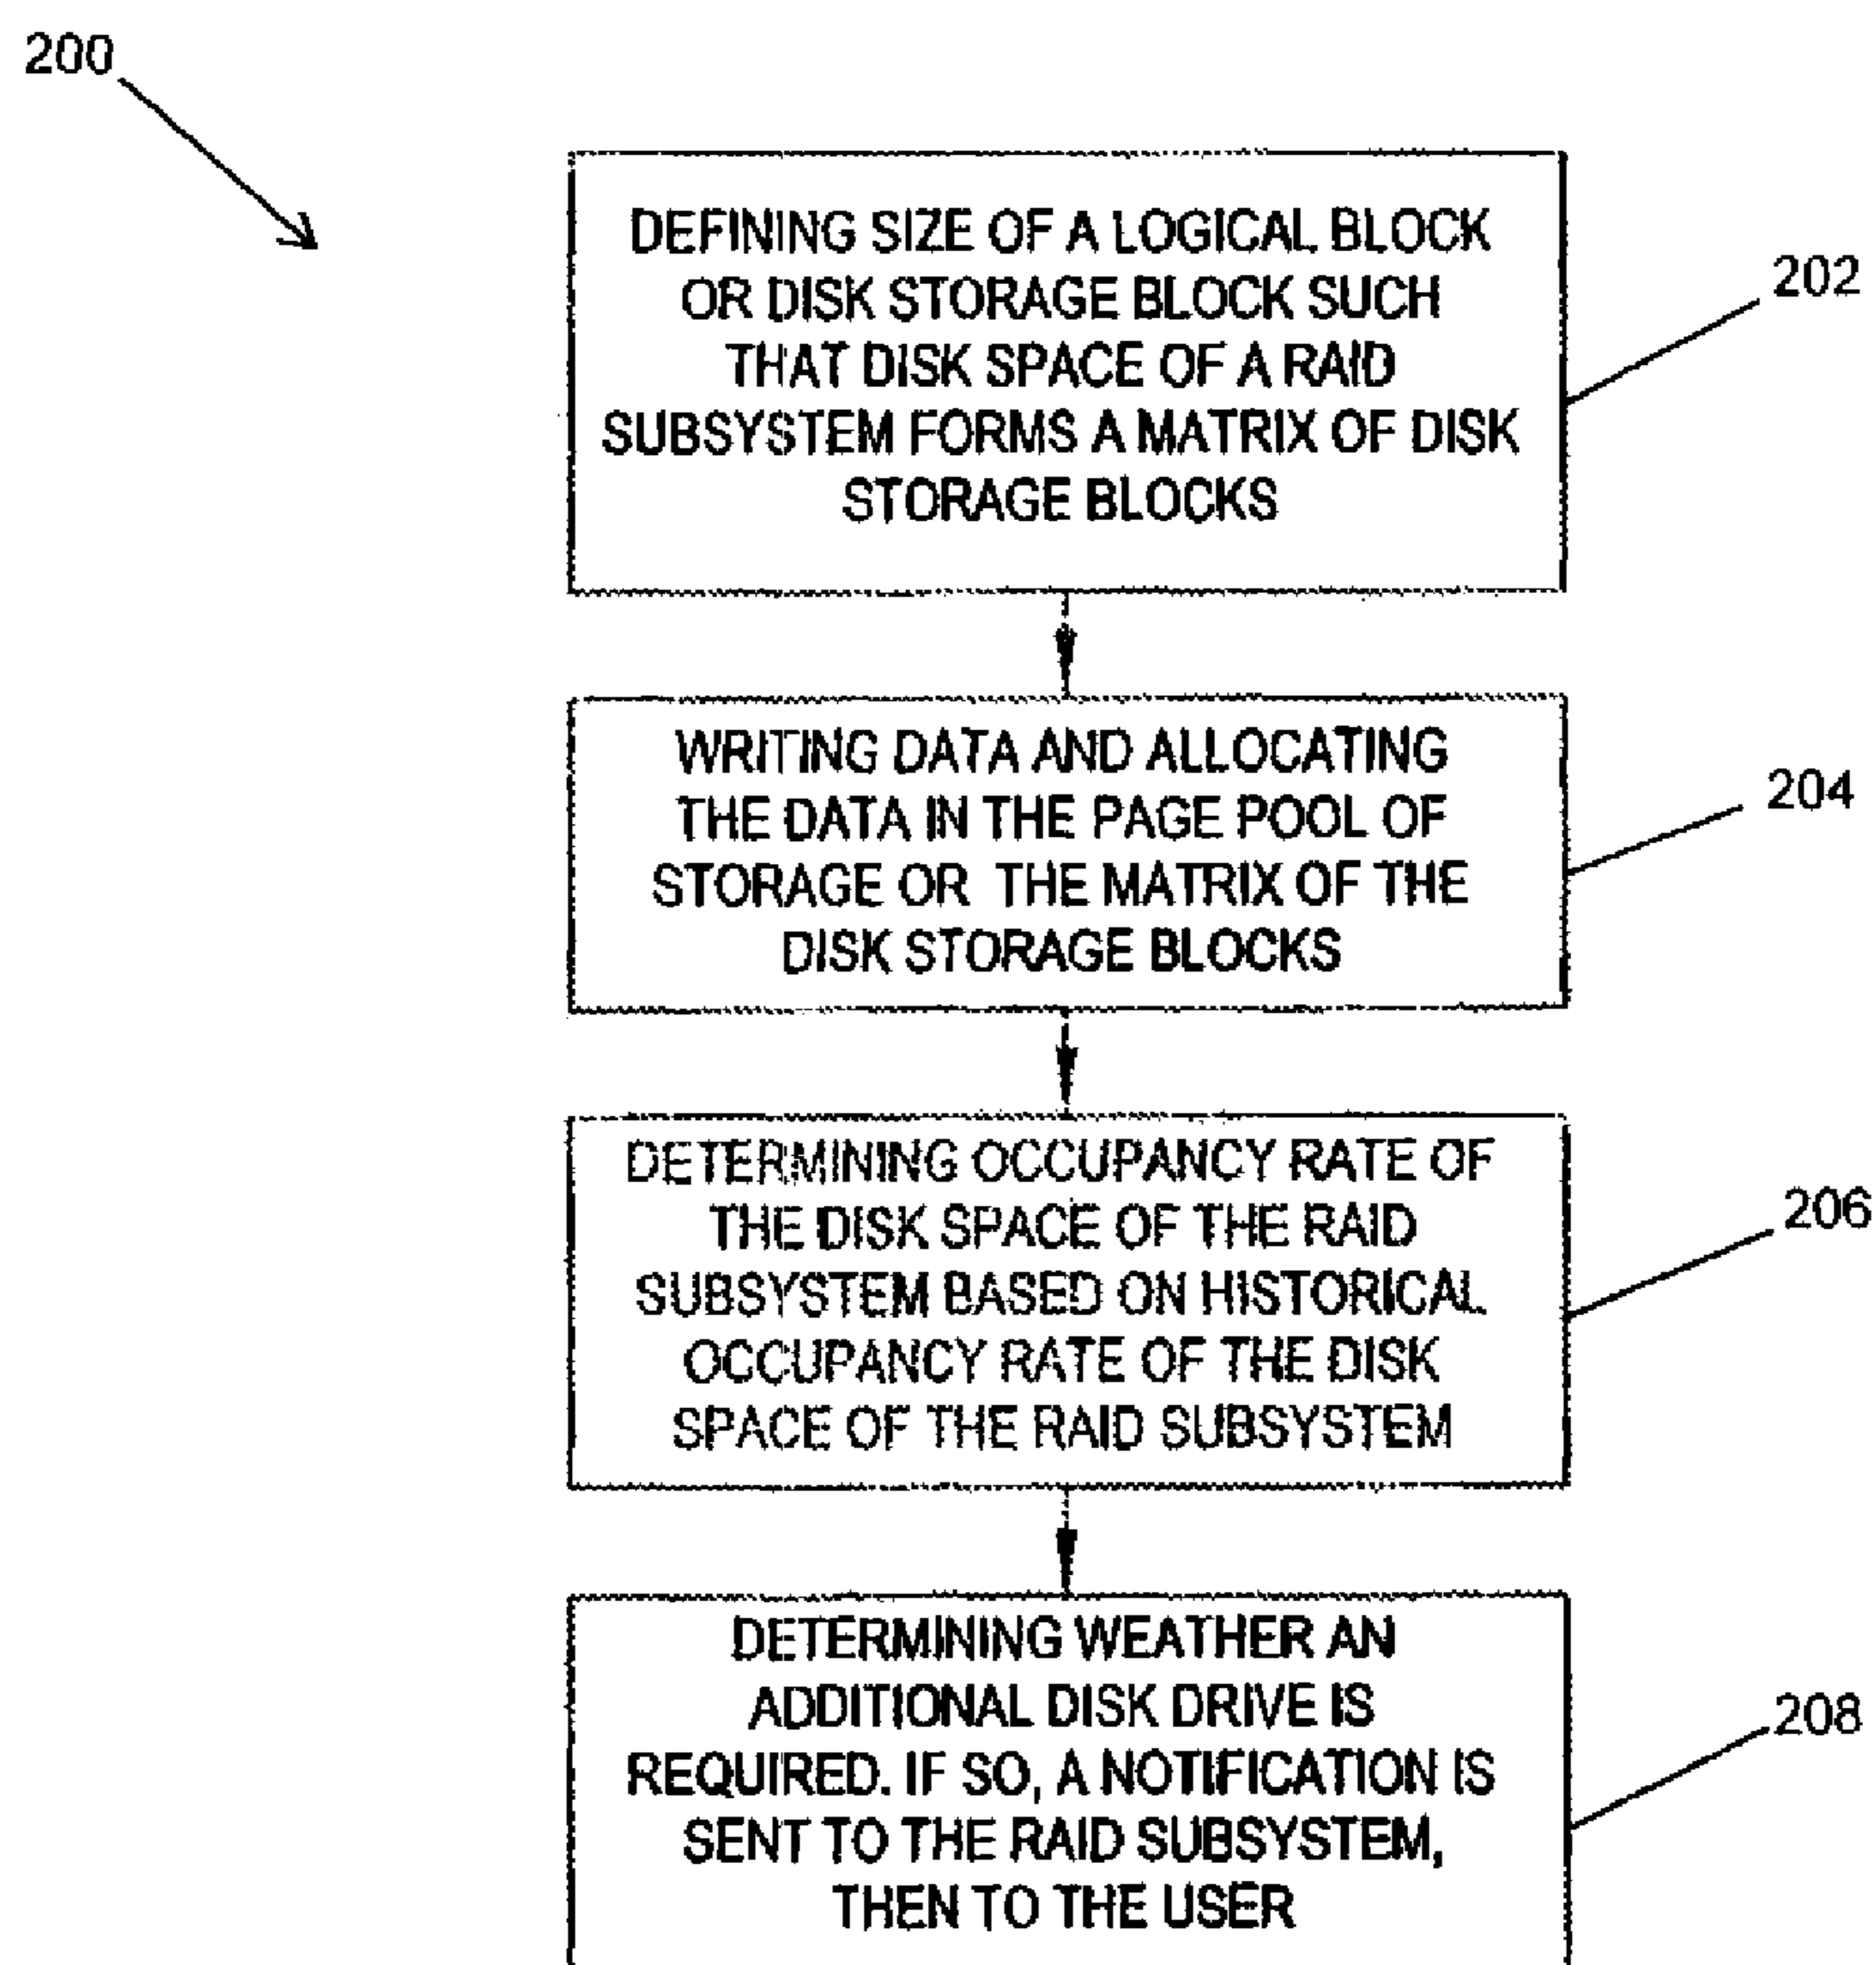 200
DEFINING SIZE OF A LOGICAL BLOCK
OR DISK STORAGE BLOCK SUCH
THAT DISK SPACE OF A RAID
SUBSYSTEM FORMS A MATRIX OF DISK
STORAGE BLOCKS
202
WRITING DATA AND ALLOCATING
THE DATA IN THE PAGE POOL OF
STORAGE OR THE MATRIX OF THE
DISK STORAGE BLOCKS
204
DETERMINING OCCUPANCY RATE OF
THE DISK SPACE OF THE RAID
SUBSYSTEM BASED ON HISTORICAL
OCCUPANCY RATE OF THE DISK
SPACE OF THE RAID SUBSYSTEM
206
DETERMINING WEATHER AN
ADDITIONAL DISK DRIVE IS
REQUIRED. IF SO, A NOTIFICATION IS
SENT TO THE RAID SUBSYSTEM,
THEN TO THE USER
208